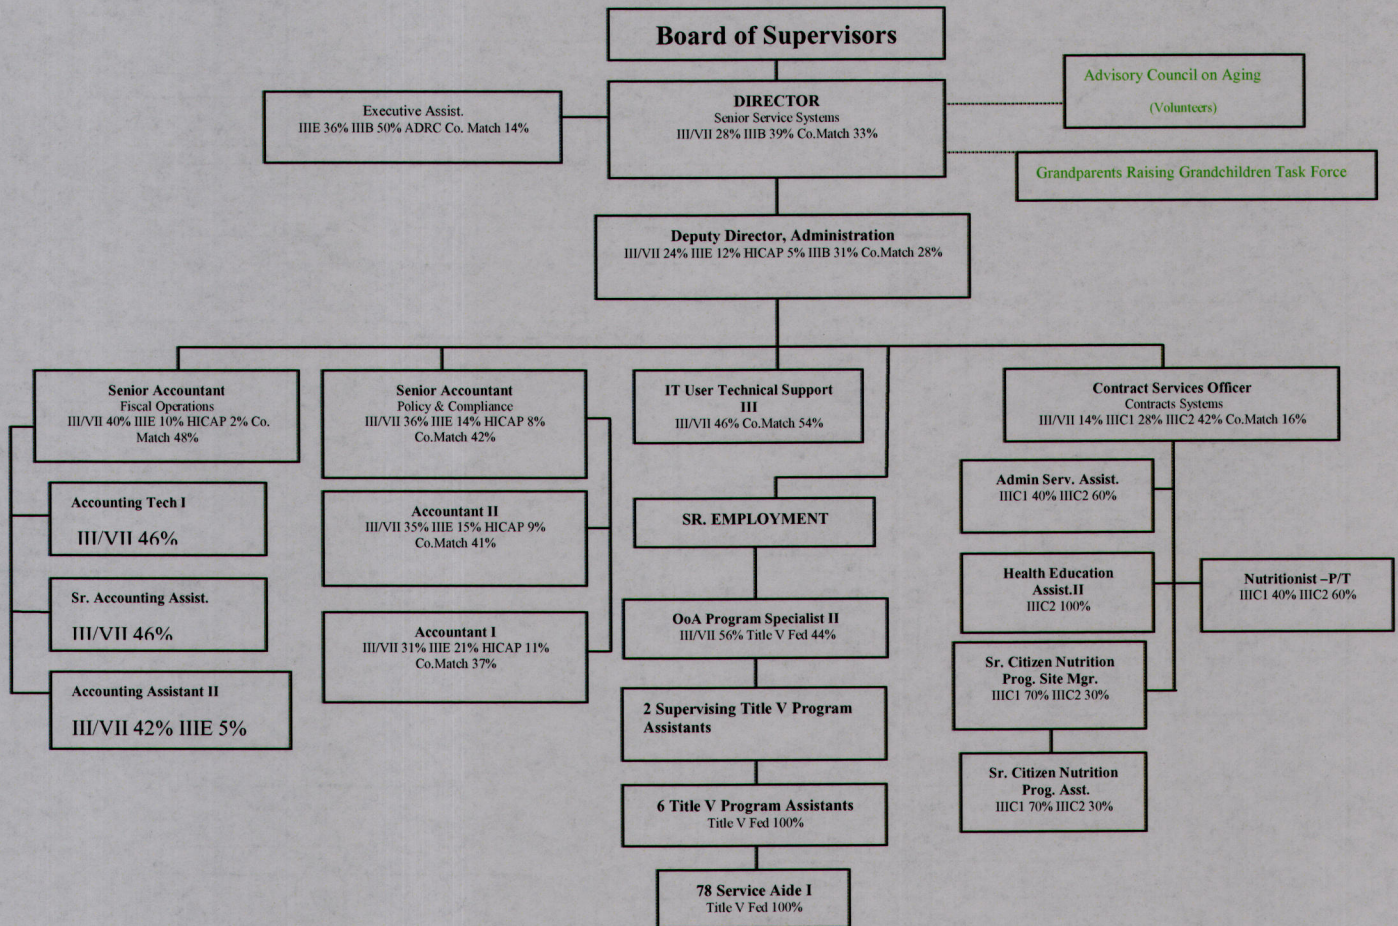 Board of Supervisors
DIRECTOR
Senior Service Systems
III/VII 28% IIIB 39% Co.Match 33%
Executive Assist.
IIIE 36% IIIB 50% ADRC Co. Match 14%
Advisory Council on Aging
(Volunteers)
Grandparents Raising Grandchildren Task Force
Deputy Director, Administration
III/VII 24% IIIE 12% HICAP 5% IIIB 31% Co.Match 28%
Senior Accountant
Fiscal Operations
III/VII 40% IIIE 10% HICAP 2% Co.
Match 48%
Accounting Tech I
III/VII 46%
Sr. Accounting Assist.
III/VII 46%
Accounting Assistant II
III/VII 42% IIIE 5%
Senior Accountant
Policy & Compliance
III/VII 36% IIIE 14% HICAP 8%
Co.Match 42%
Accountant II
III/VII 35% IIIE 15% HICAP 9%
Co.Match 41%
Accountant I
III/VII 31% IIIE 21% HICAP 11%
Co.Match 37%
IT User Technical Support
III
III/VII 46% Co.Match 54%
SR. EMPLOYMENT
OoA Program Specialist II
III/VII 56% Title V Fed 44%
2 Supervising Title V Program
Assistants
6 Title V Program Assistants
Title V Fed 100%
78 Service Aide I
Title V Fed 100%
Contract Services Officer
Contracts Systems
III/VII 14% IIIC1 28% IIIC2 42% Co.Match 16%
Admin Serv. Assist.
IIIC1 40% IIIC2 60%
Health Education
Assist.II
IIIC2 100%
Nutritionist –P/T
IIIC1 40% IIIC2 60%
Sr. Citizen Nutrition
Prog. Site Mgr.
IIIC1 70% IIIC2 30%
Sr. Citizen Nutrition
Prog. Asst.
IIIC1 70% IIIC2 30%